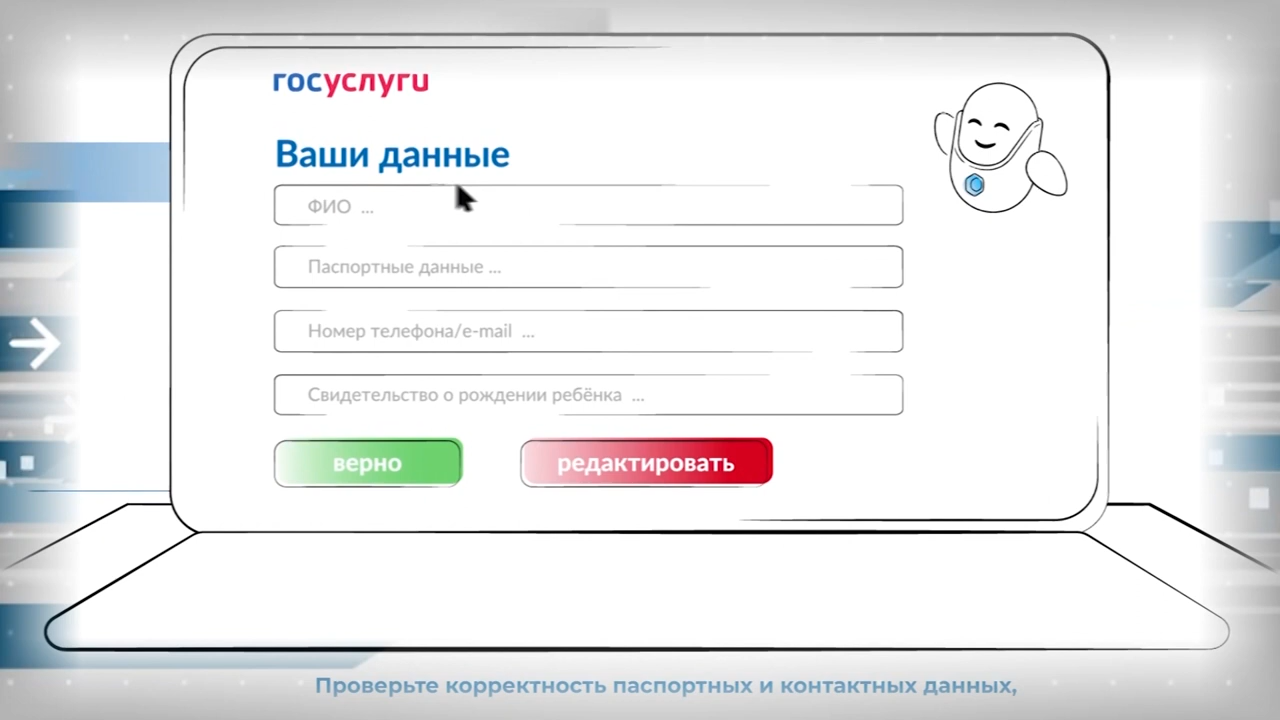 госуслуги
Ваши данные
ФИО ...
Паспортные данные ...
Номер телефона/e-mail ...
Свидетельство о рождении ребёнка ...
верно
редактировать
Проверьте корректность паспортных и контактных данных,